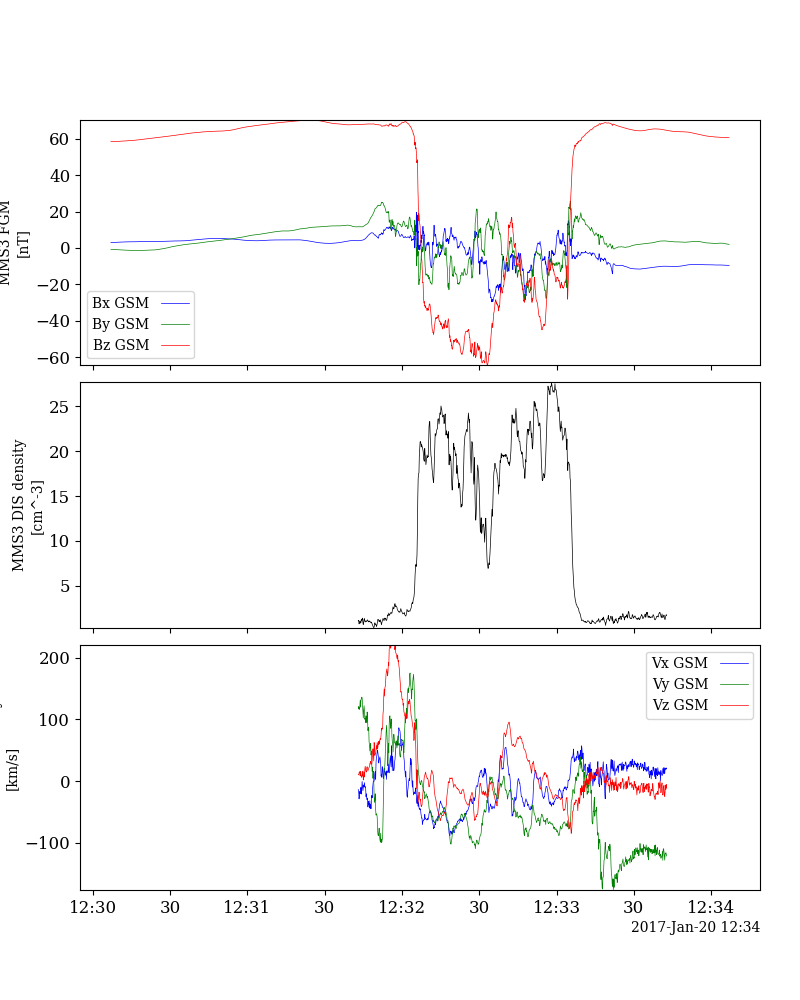 60
40
20
0
−20
−40
−60
MMS3 FGM
[nT]
Bx GSM
By GSM
Bz GSM
25
20
15
10
5
MMS3 DIS density
[cm^-3]
200
100
0
−100
[km/s]
Vx GSM
Vy GSM
Vz GSM
12:30 30 12:31 30 12:32 30 12:33 30 12:34
2017-Jan-20 12:34